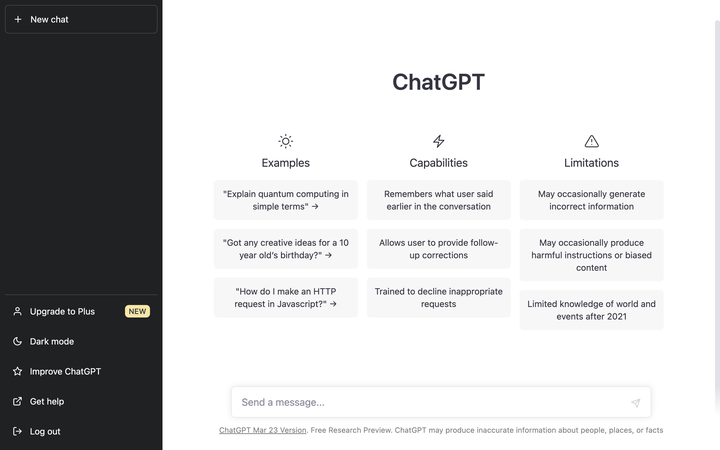 New chat
ChatGPT
Examples
"Explain quantum computing in
simple terms" →
"Got any creative ideas for a 10
year old's birthday?" →
"How do I make an HTTP
request in Javascript?" →
Capabilities
Remembers what user said
earlier in the conversation
Allows user to provide follow-
up corrections
Trained to decline inappropriate
requests
Limitations
May occasionally generate
incorrect information
May occasionally produce
harmful instructions or biased
content
Limited knowledge of world and
events after 2021
Upgrade to Plus NEW
Dark mode
Improve ChatGPT
Get help
Log out
Send a message...
ChatGPT Mar 23 Version. Free Research Preview. ChatGPT may produce inaccurate information about people, places, or facts